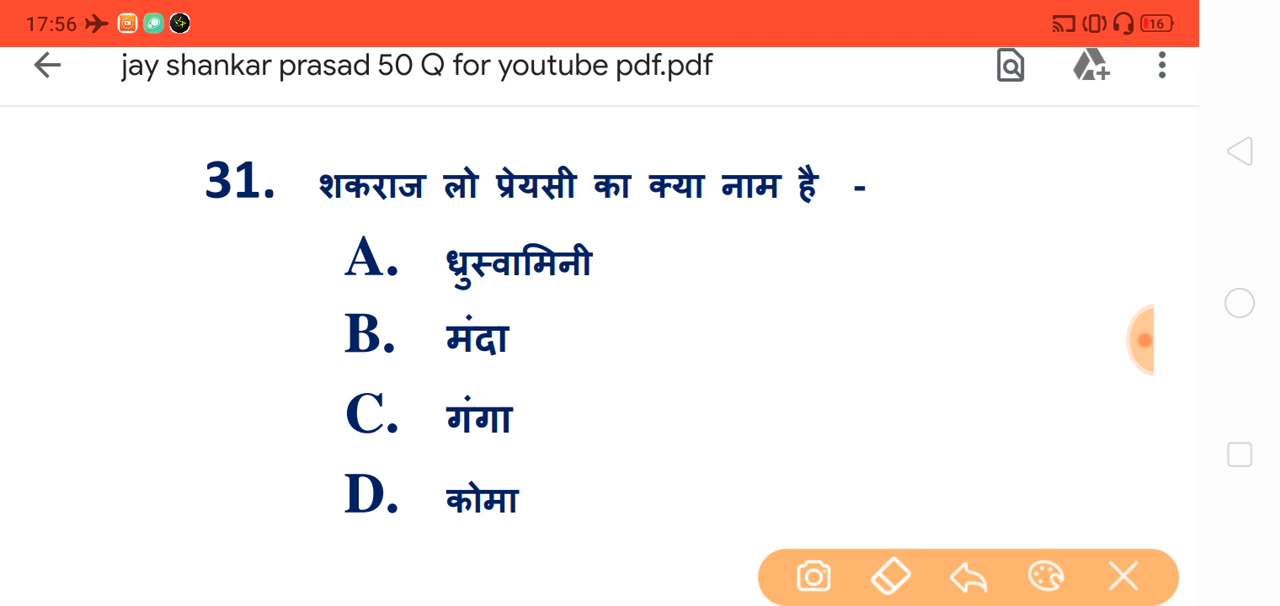 17:56 16
jay shankar prasad 50 Q for youtube pdf.pdf
31. शकराज लो प्रेयसी का क्या नाम है -
A. ध्रुस्वामिनी
B. मंदा
C. गंगा
D. कोमा